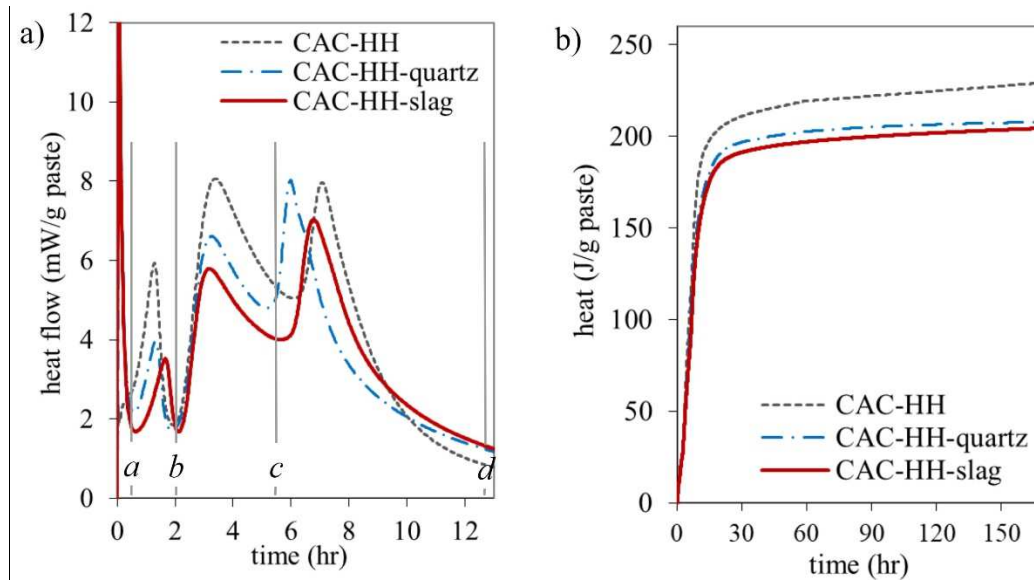 a)
heat flow (mW/g paste)
12
10
8
6
4
2
0
CAC-HH
CAC-HH-quartz
CAC-HH-slag
a b c d
0 2 4 6 8 10 12
time (hr)
b)
heat (J/g paste)
250
200
150
100
50
0
CAC-HH
CAC-HH-quartz
CAC-HH-slag
0 30 60 90 120 150
time (hr)